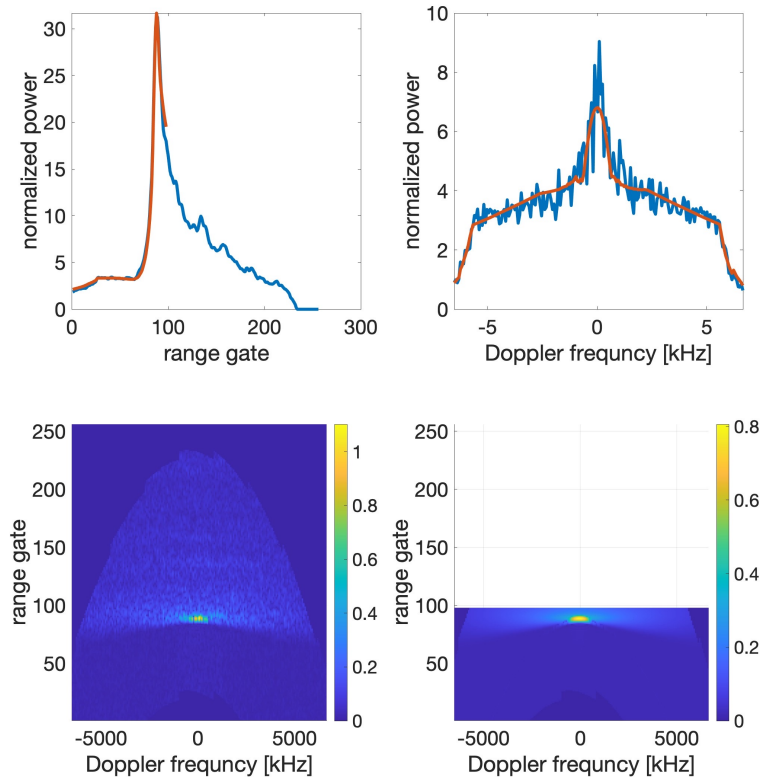 normalized power
30
25
20
15
10
5
0
0 100 200 300
range gate
normalized power
10
8
6
4
2
0
-5 0 5
Doppler frequncy [kHz]
range gate
250
200
150
100
50
-5000 0 5000
Doppler frequncy [kHz]
1
0.8
0.6
0.4
0.2
0
range gate
250
200
150
100
50
-5000 0 5000
Doppler frequncy [kHz]
0.8
0.6
0.4
0.2
0